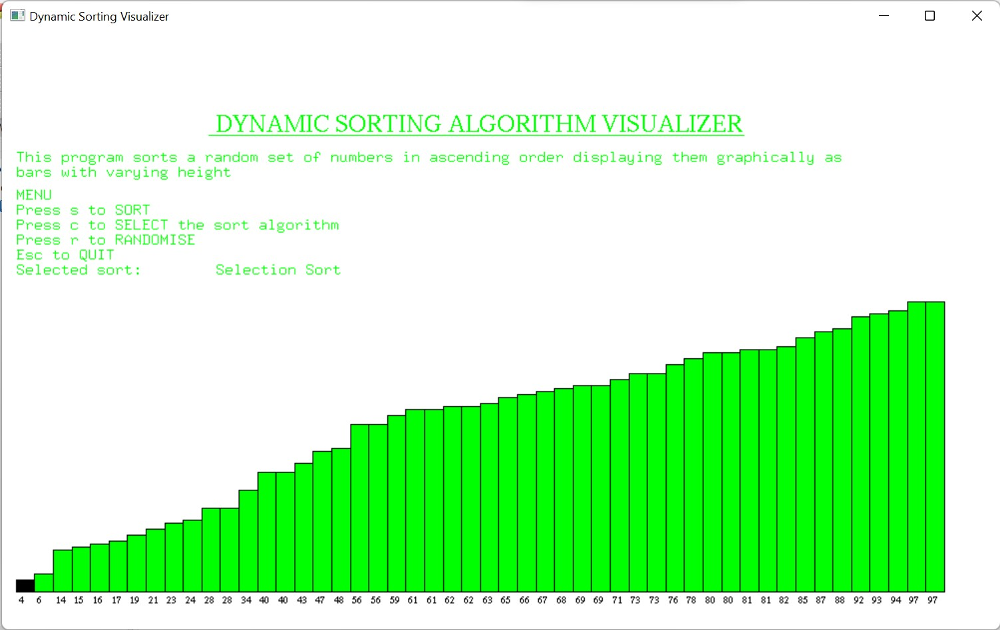 Dynamic Sorting Visualizer
DYNAMIC SORTING ALGORITHM VISUALIZER
This program sorts a random set of numbers in ascending order displaying them graphically as
bars with varying height
MENU
Press s to SORT
Press c to SELECT the sort algorithm
Press r to RANDOMISE
Esc to QUIT
Selected sort: Selection Sort
4 6 14 15 16 17 19 21 23 24 28 28 34 40 40 43 47 48 56 56 59 61 61 62 62 63 65 66 67 68 69 69 71 73 73 76 78 80 80 81 81 82 85 87 88 92 93 94 97 97